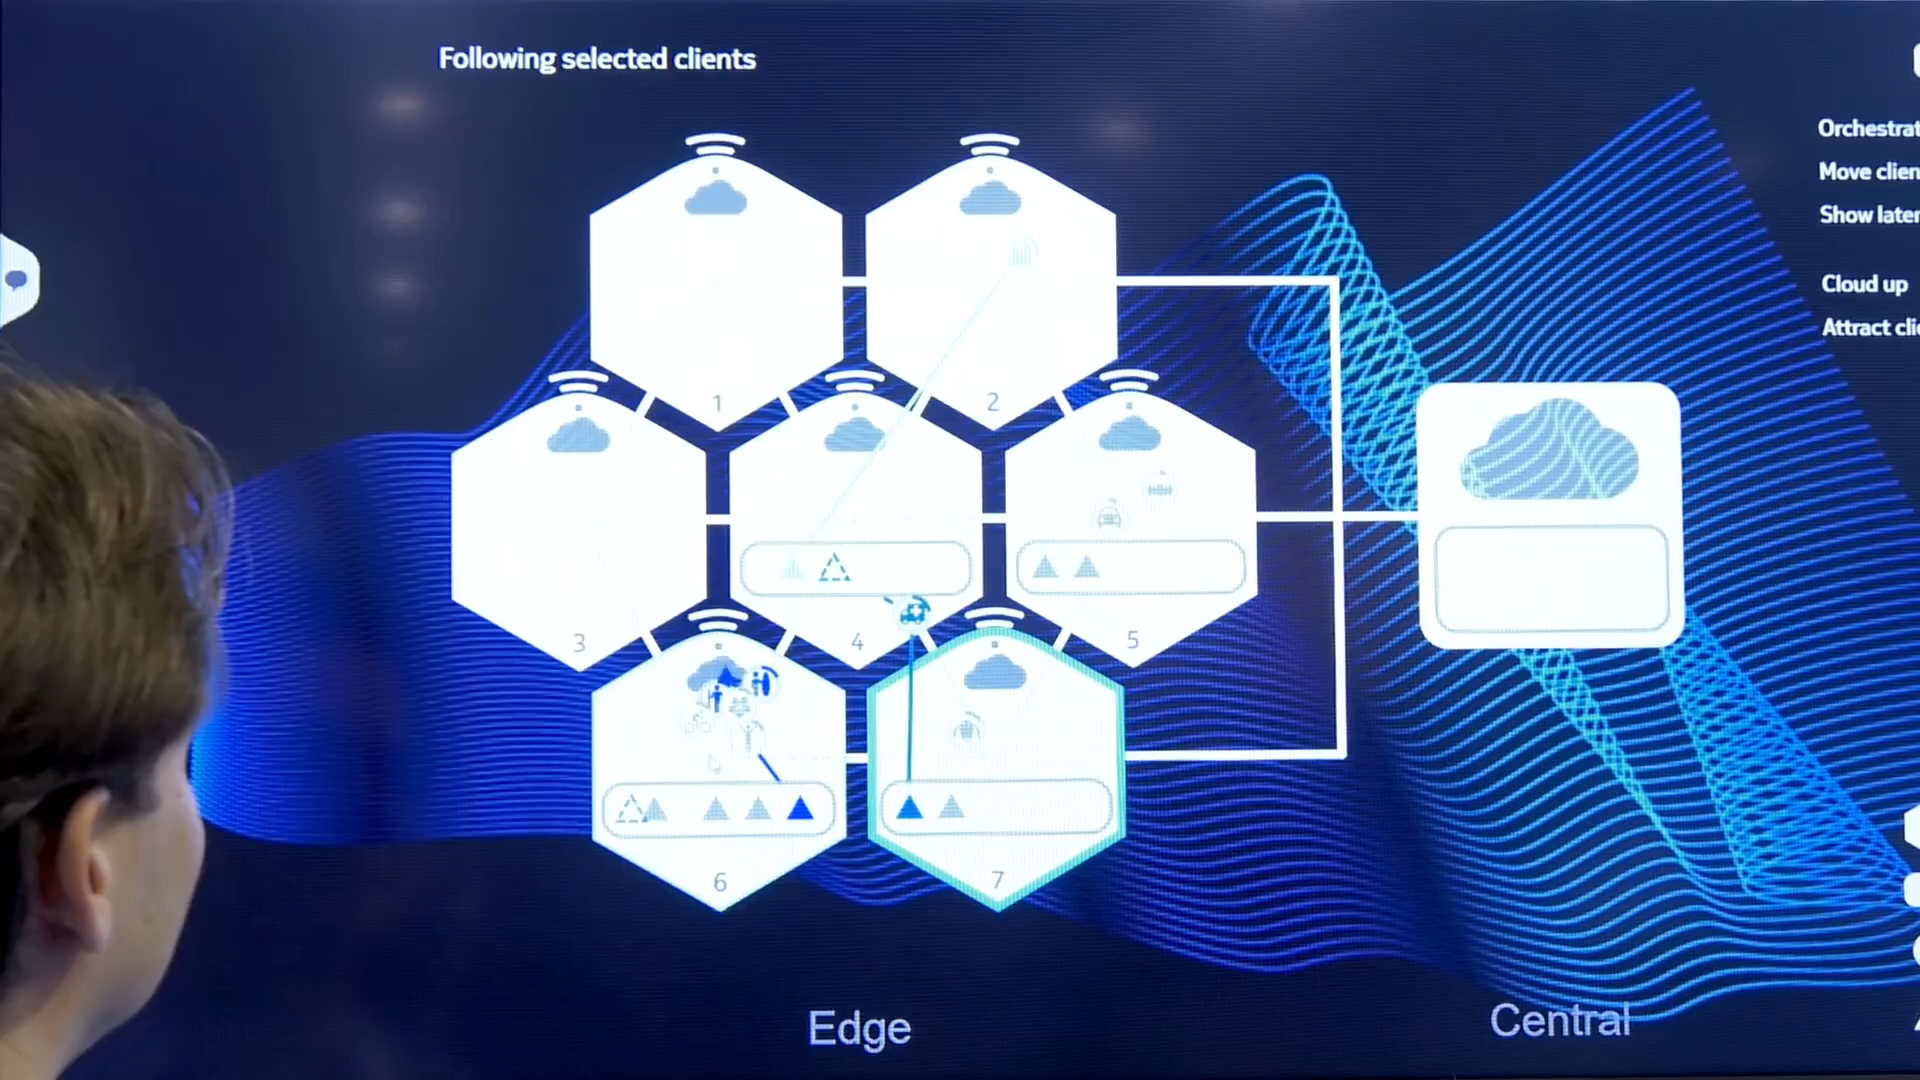 Following selected clients
Orchestrat
Move clien
Show later
Cloud up
Attract clie
1
2
3
4
5
6
7
Edge
Central